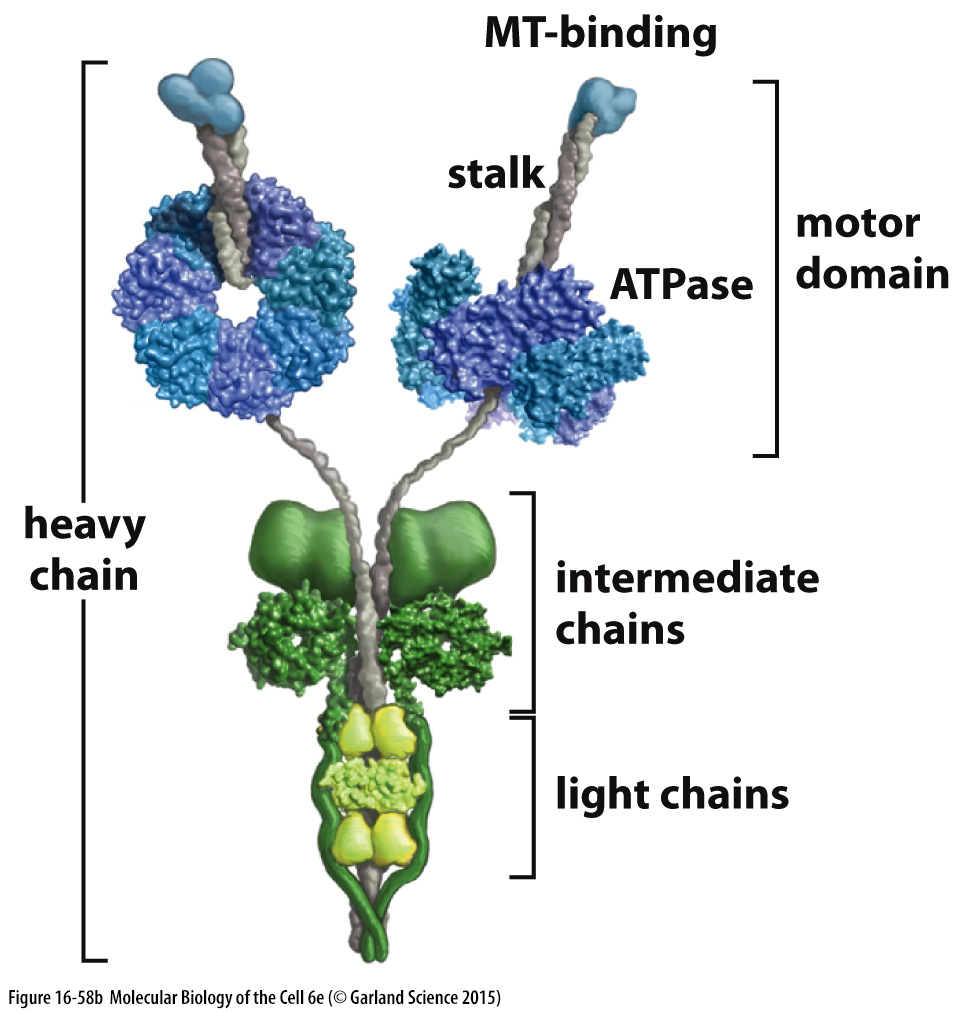 MT-binding
stalk
ATPase
motor
domain
heavy
chain
intermediate
chains
light chains
Figure 16-58b Molecular Biology of the Cell 6e (© Garland Science 2015)